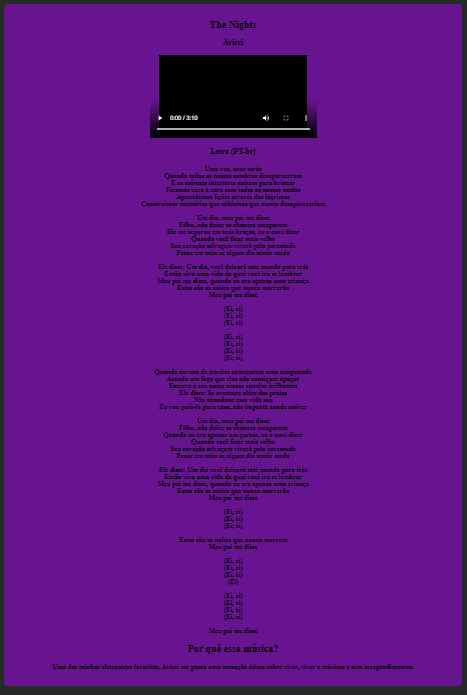 The Nights
Avicci
0:00 / 3:10
Letra (PT-br)
Uma vez, anos atrás
Quando todas as nossas sombras desapareceram
E os animais interiores saíram para brincar
Ficamos cara a cara com todos os nossos medos
Aprendemos lições através das lágrimas
Construímos memórias que sabíamos que nunca desapareceriam
Um dia, meu pai me disse
Filho, não deixe as chances escaparem
Ele me segurou em seus braços, eu o ouvi dizer
Quando você ficar mais velho
Seu coração selvagem viverá pela juventude
Pense em mim se algum dia sentir medo
Ele disse: Um dia, você deixará este mundo para trás
Então viva uma vida da qual você irá se lembrar
Meu pai me disse, quando eu era apenas uma criança
Estas são as noites que nunca morrerão
Meu pai me disse
(Ei, ei)
(Ei, ei)
(Ei, ei)
(Ei, ei)
(Ei, ei)
(Ei, ei)
(Ei, ei)
Quando nuvens de trovões começarem uma tempestade
Acenda um fogo que elas não consigam apagar
Escreva o seu nome nessas estrelas brilhantes
Ele disse: Se aventure além dos prazos
Não abandone essa vida sua
Eu vou guiá-lo para casa, não importa aonde estiver
Um dia, meu pai me disse
Filho, não deixe as chances escaparem
Quando eu era apenas um garoto, eu o ouvi dizer
Quando você ficar mais velho
Seu coração selvagem viverá pela juventude
Pense em mim se algum dia sentir medo
Ele disse: Um dia você deixará este mundo para trás
Então viva uma vida da qual você irá se lembrar
Meu pai me disse, quando eu era apenas uma criança
Estas são as noites que nunca morrerão
Meu pai me disse
(Ei, ei)
(Ei, ei)
(Ei, ei)
Estas são as noites que nunca morrem
Meu pai me disse
(Ei, ei)
(Ei, ei)
(Ei, ei)
(Ei)
(Ei, ei)
(Ei, ei)
(Ei, ei)
(Ei, ei)
Meu pai me disse
Por quê essa música?
Uma das minhas eletronicas favoritas, Avicci me passa uma sensação ótima sobre viver, viver o máximo e sem arrependimentos.